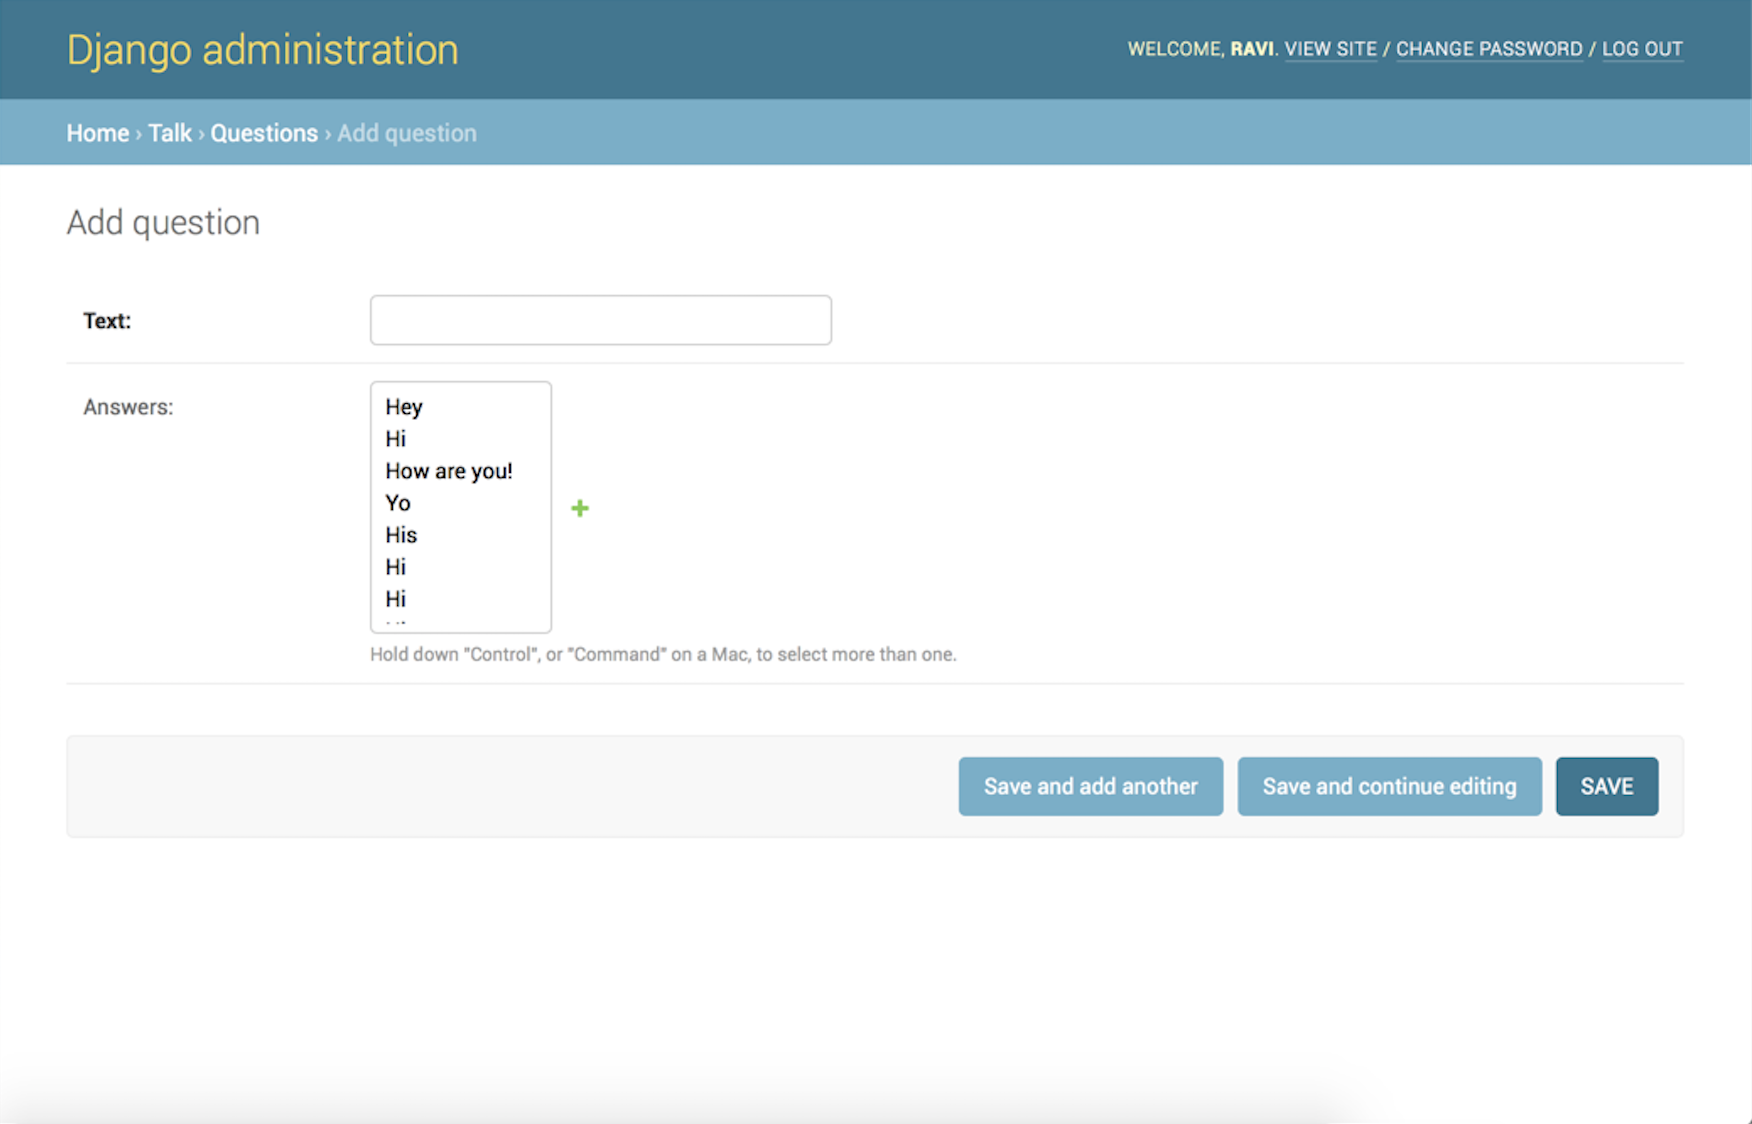 Django administration
WELCOME, RAVI. VIEW SITE / CHANGE PASSWORD / LOG OUT
Home › Talk › Questions › Add question
Add question
Text:
Answers:
Hey
Hi
How are you!
Yo
His
Hi
Hi
Hold down "Control", or "Command" on a Mac, to select more than one.
Save and add another
Save and continue editing
SAVE